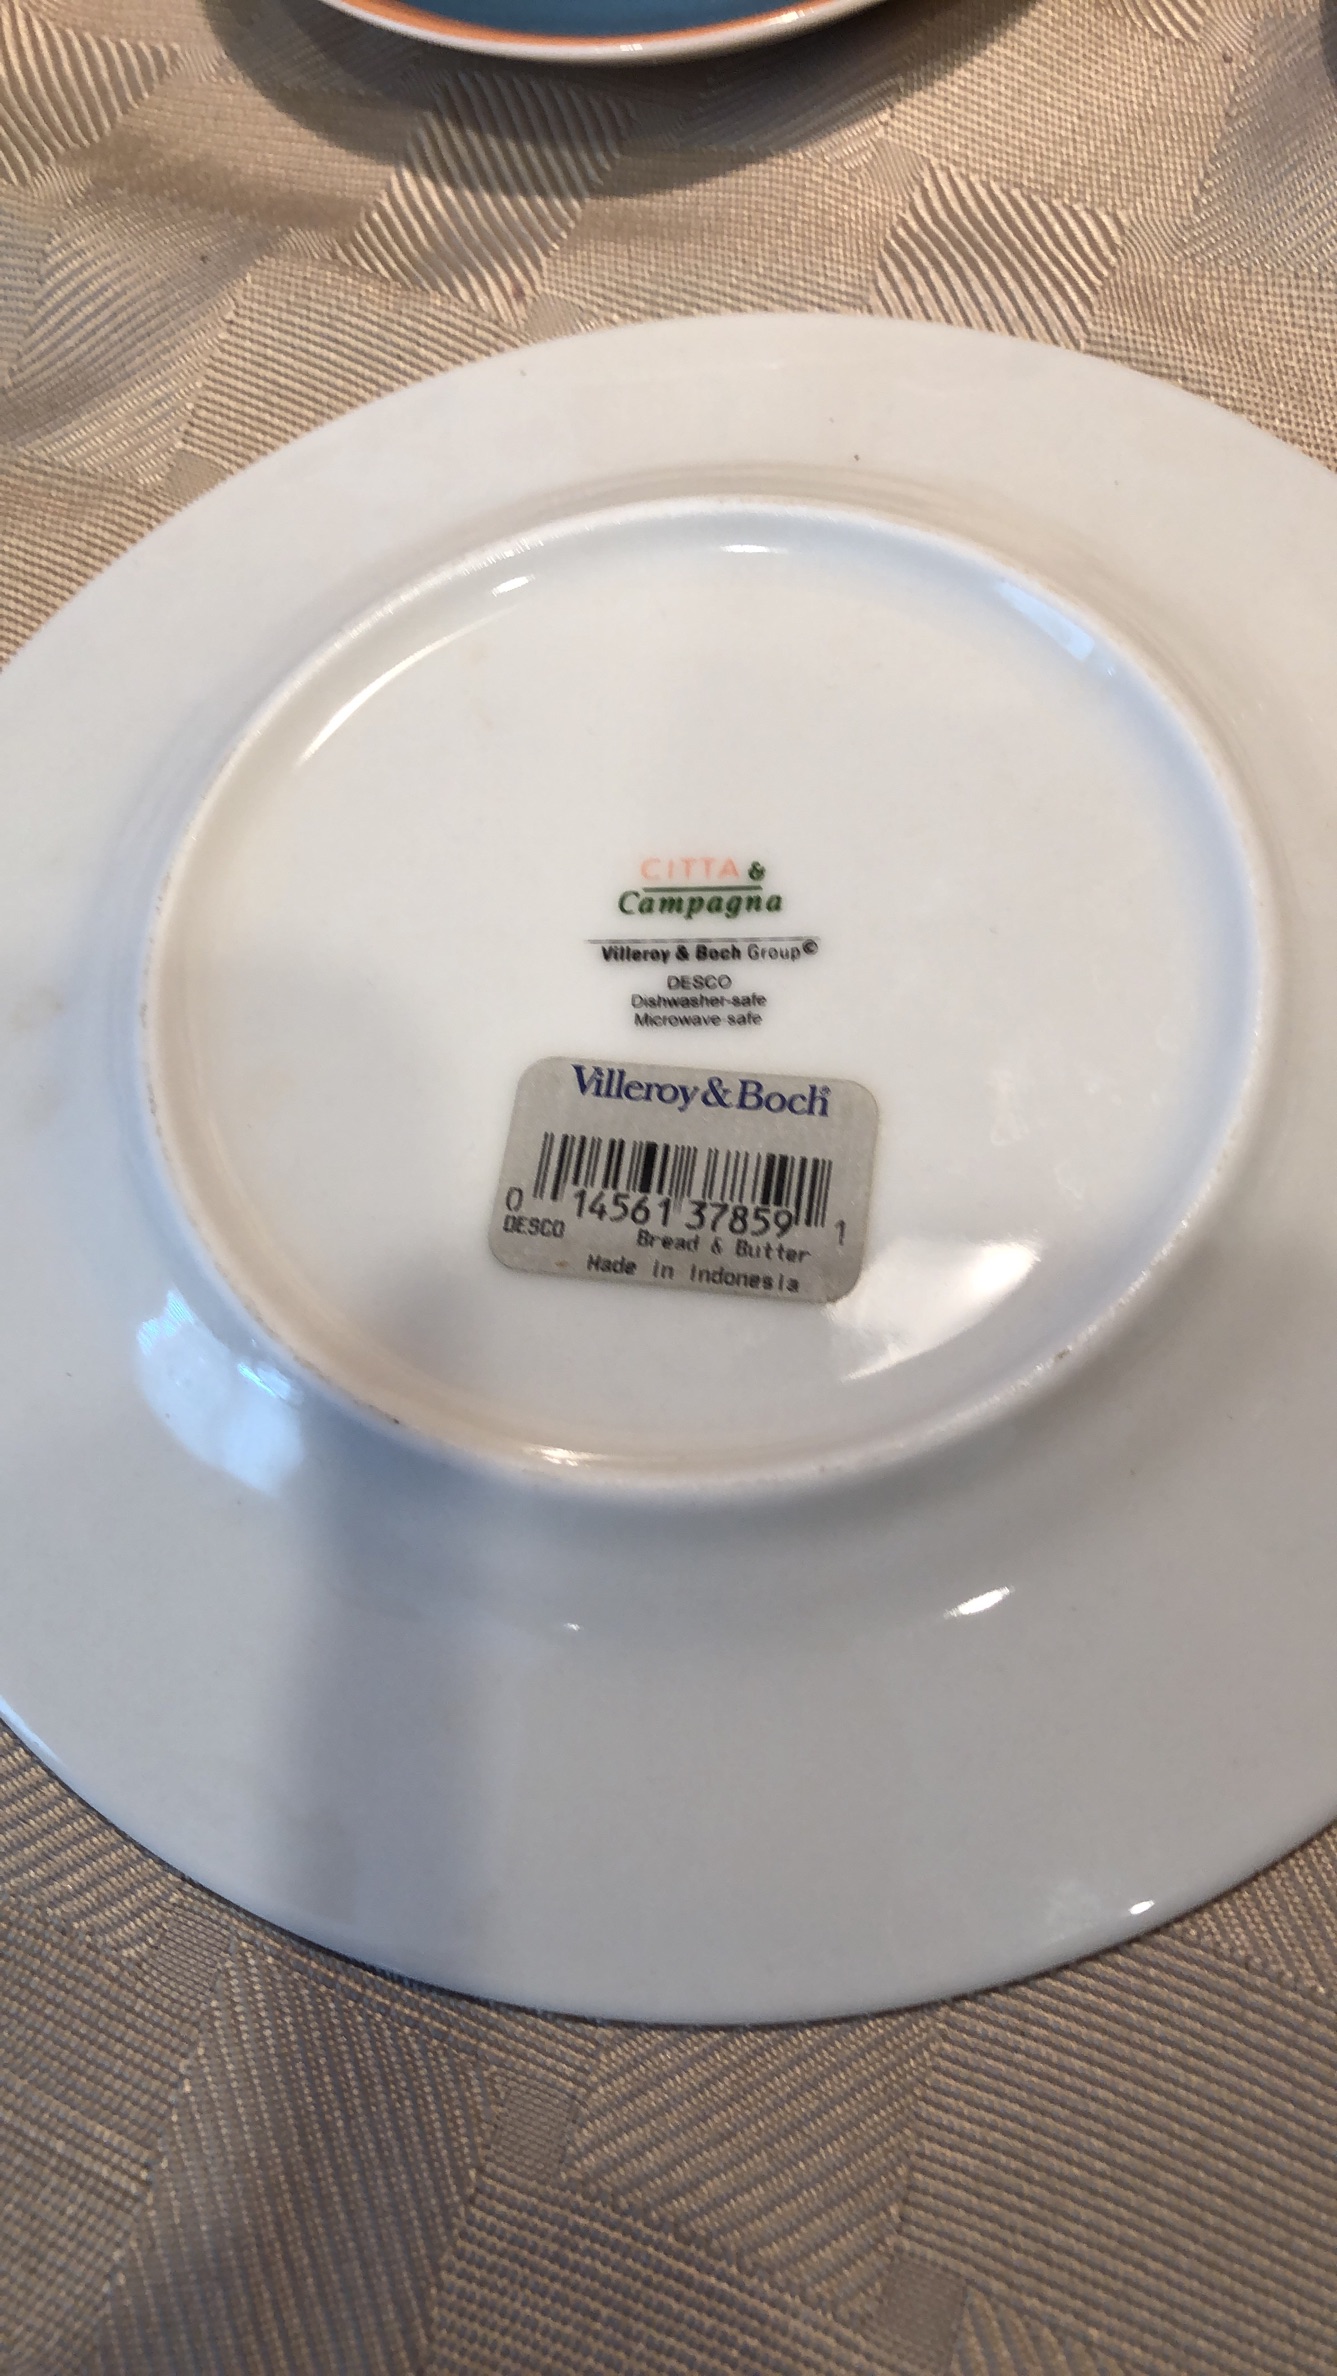 CITTA &
Campagna
Villeroy & Boch Group©
DESCO
Dishwasher-safe
Microwave-safe
Villeroy & Boch®
0 14561 37859 1
DESCO Bread & Butter
Made in Indonesia